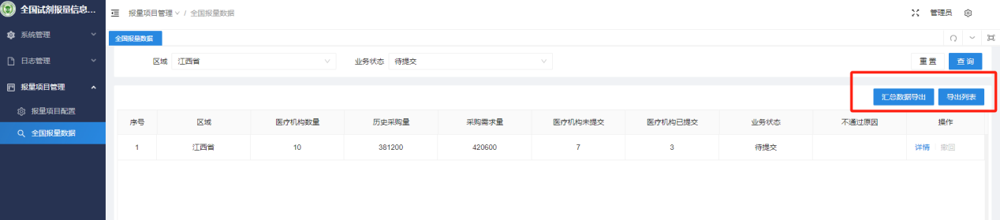 全国试剂报量信息...
报量项目管理 / 全国报量数据
管理员
系统管理
日志管理
报量项目管理
报量项目配置
全国报量数据
全国报量数据
区域 江西省 业务状态 待提交 重置 查询
汇总数据导出 导出列表
序号 区域 医疗机构数量 历史采购量 采购需求量 医疗机构未提交 医疗机构已提交 业务状态 不通过原因 操作
1 江西省 10 381200 420600 7 3 待提交 详情 撤回